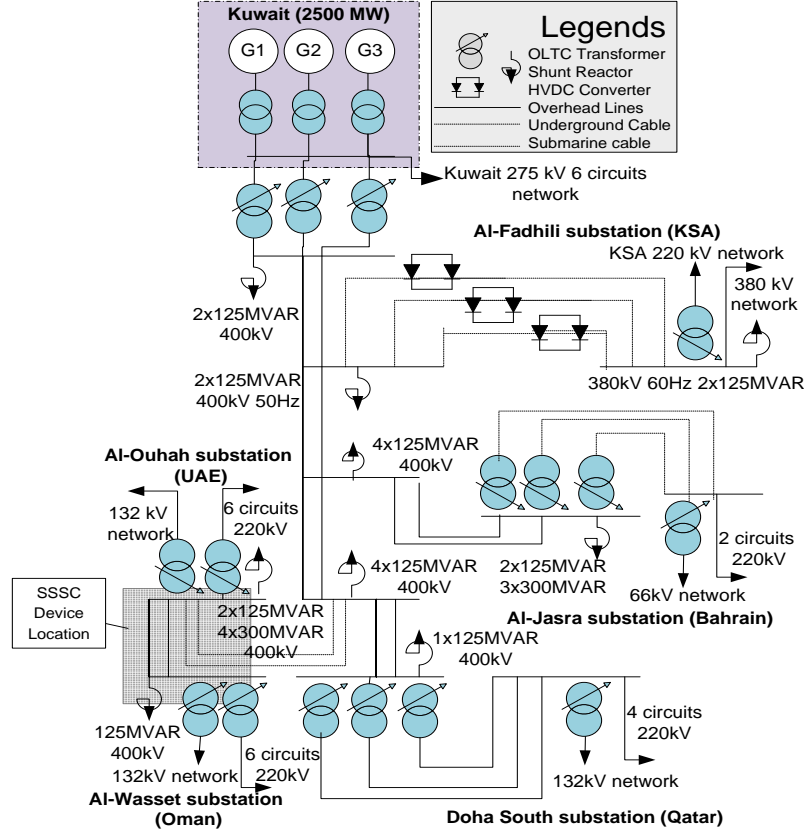 Kuwait (2500 MW)
G1
G2
G3
Legends
OLTC Transformer
Shunt Reactor
HVDC Converter
Overhead Lines
Underground Cable
Submarine cable
Kuwait 275 kV 6 circuits
network
Al-Fadhili substation (KSA)
KSA 220 kV network
380 kV
network
2x125MVAR
400kV
2x125MVAR
400kV 50Hz
380kV 60Hz 2x125MVAR
4x125MVAR
400kV
Al-Ouhah substation
(UAE)
6 circuits
220kV
132 kV
network
2 circuits
220kV
4x125MVAR
400kV
2x125MVAR
3x300MVAR
66kV network
SSSC
Device
Location
2x125MVAR
4x300MVAR
400kV
Al-Jasra substation (Bahrain)
1x125MVAR
400kV
125MVAR
400kV
132kV network
6 circuits
220kV
4 circuits
220kV
132kV network
Al-Wasset substation
(Oman)
Doha South substation (Qatar)